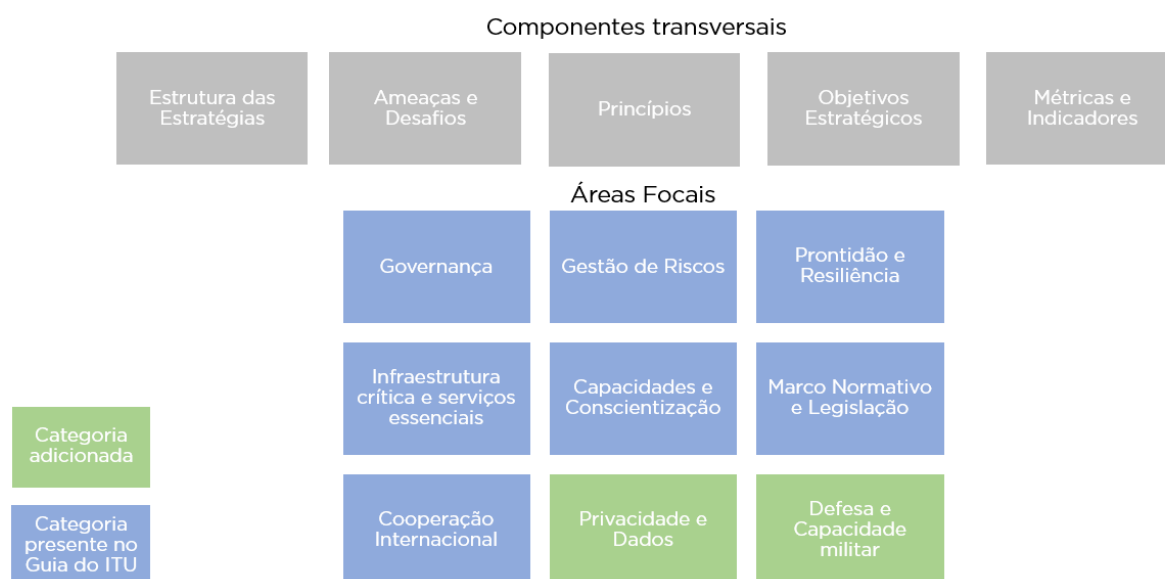 Componentes transversais
Estrutura das
Estratégias
Ameaças e
Desafios
Princípios
Objetivos
Estratégicos
Métricas e
Indicadores
Áreas Focais
Governança
Gestão de Riscos
Prontidão e
Resiliência
Infraestrutura
crítica e serviços
essenciais
Capacidades e
Conscientização
Marco Normativo
e Legislação
Cooperação
Internacional
Privacidade e
Dados
Defesa e
Capacidade
militar
Categoria
adicionada
Categoria
presente no
Guia do ITU